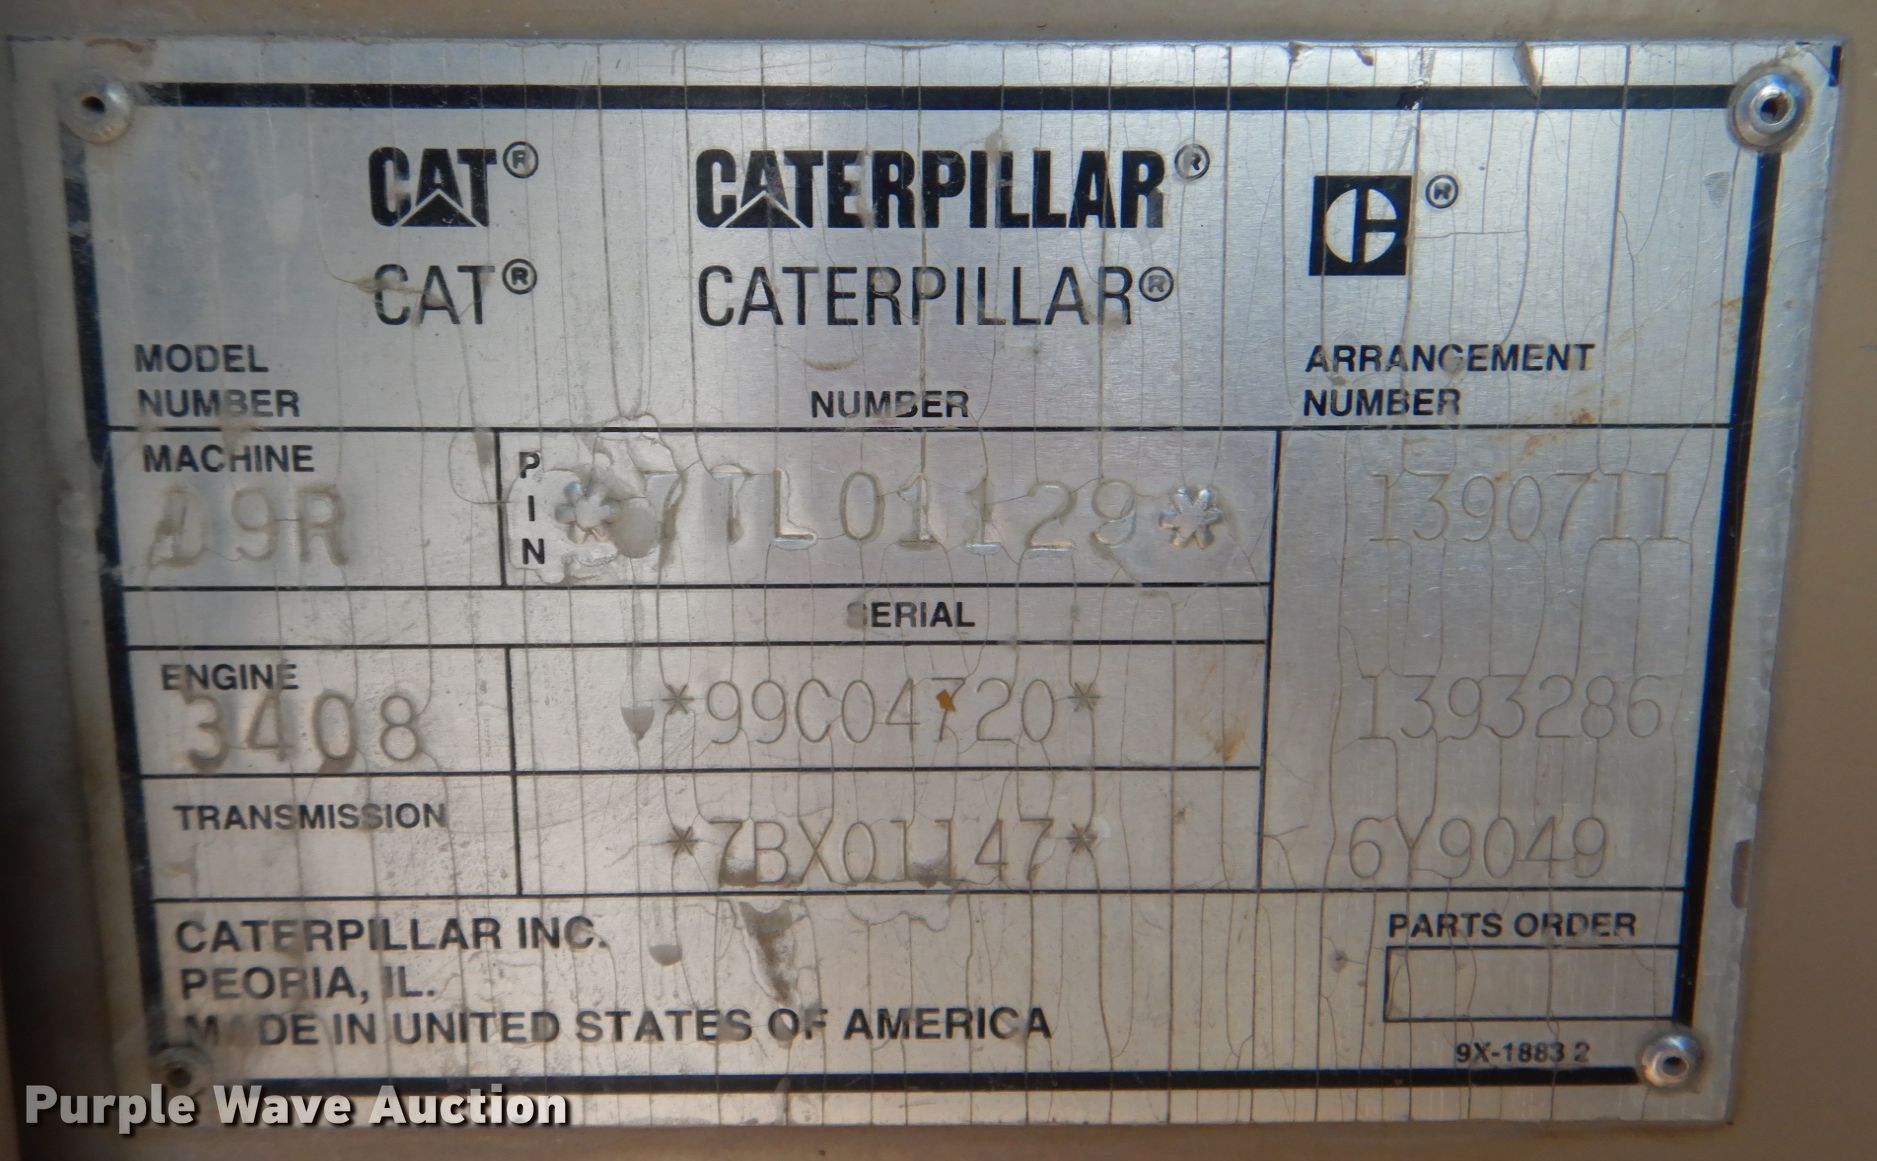 CAT® CATERPILLAR® ®
CAT® CATERPILLAR®
MODEL NUMBER NUMBER ARRANGEMENT NUMBER
MACHINE
D9R PIN *7TL01129* 1390711
SERIAL
ENGINE
3408 *99C04720* 1393286
TRANSMISSION *7BX01147* 6Y9049
CATERPILLAR INC. PARTS ORDER
PEORIA, IL.
MADE IN UNITED STATES OF AMERICA
9X-1883 2
Purple Wave Auction